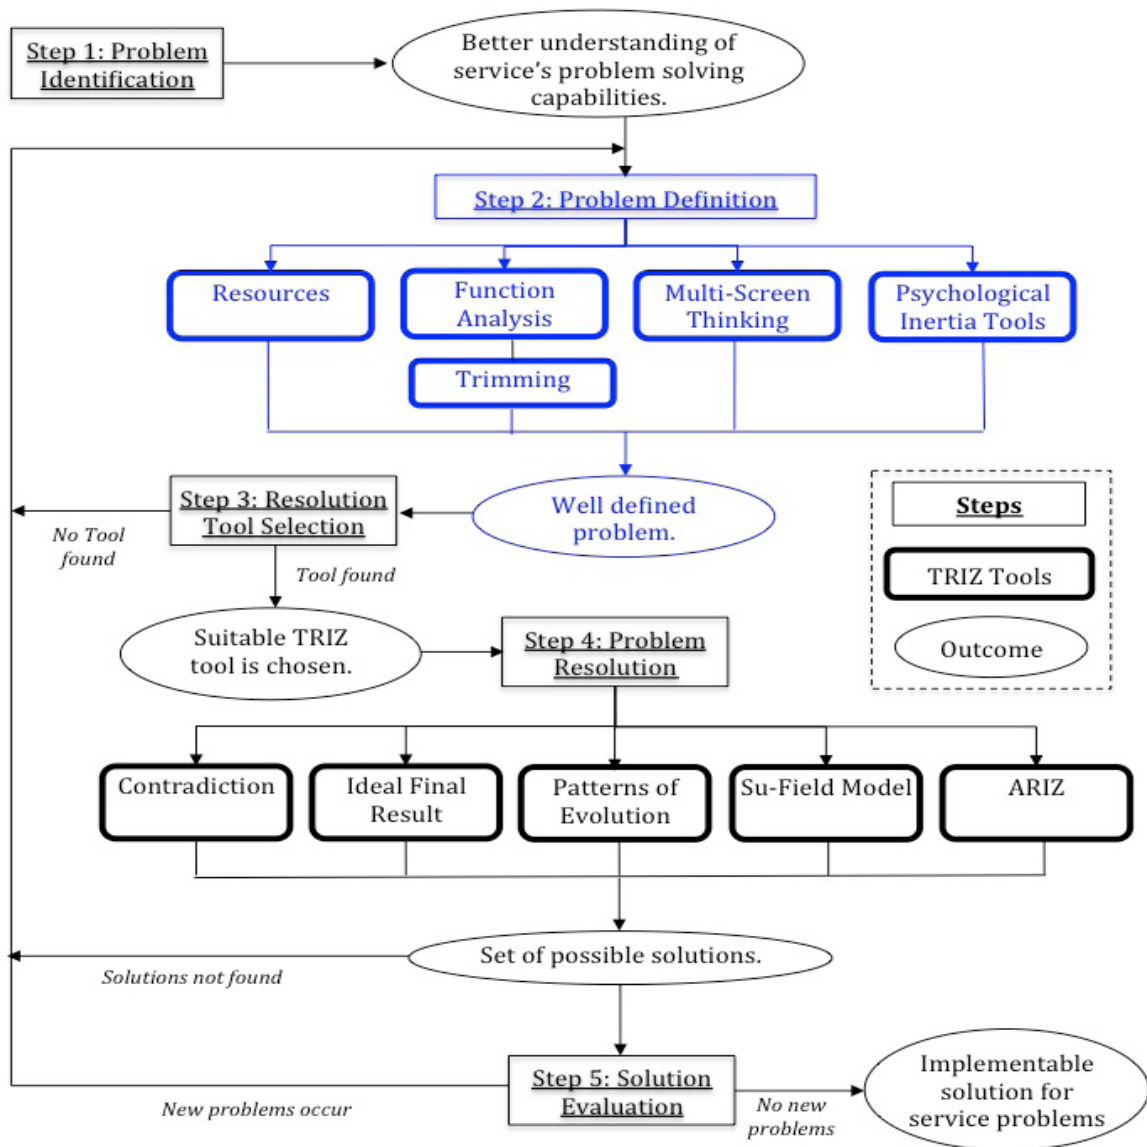 Step 1: Problem
Identification
Better understanding of
service's problem solving
capabilities.
Step 2: Problem Definition
Resources
Function
Analysis
Multi-Screen
Thinking
Psychological
Inertia Tools
Trimming
Step 3: Resolution
Tool Selection
Well defined
problem.
No Tool
found
Tool found
Steps
TRIZ Tools
Outcome
Suitable TRIZ
tool is chosen.
Step 4: Problem
Resolution
Contradiction
Ideal Final
Result
Patterns of
Evolution
Su-Field Model
ARIZ
Set of possible solutions.
Solutions not found
Step 5: Solution
Evaluation
New problems occur
No new
problems
Implementable
solution for
service problems